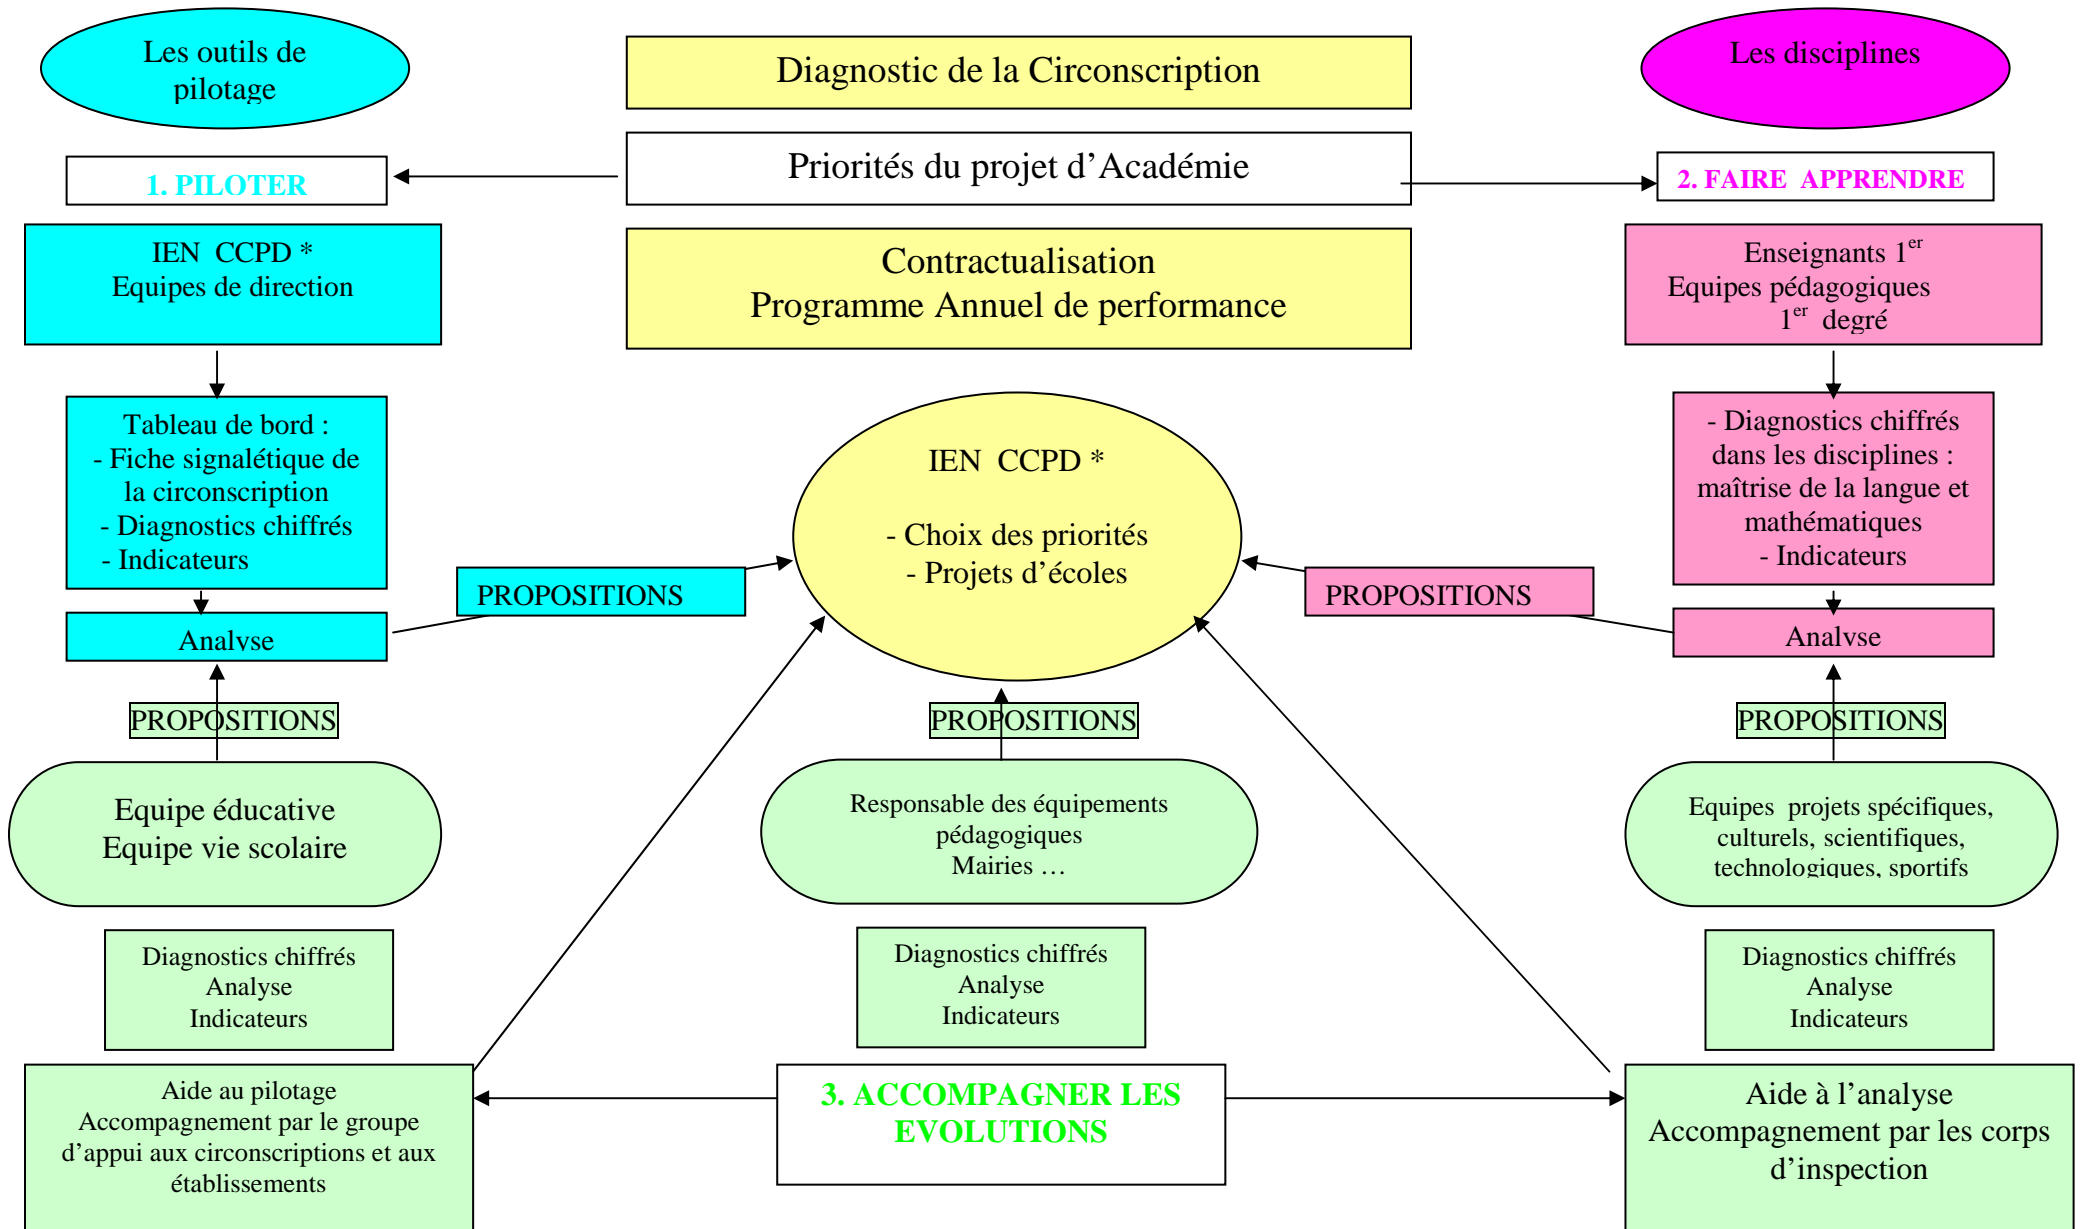 Les outils de
pilotage
Diagnostic de la Circonscription
Les disciplines
1. PILOTER
Priorités du projet d’Académie
2. FAIRE  APPRENDRE
IEN  CCPD *
Equipes de direction
Contractualisation
Programme Annuel de performance
Enseignants 1er
Equipes pédagogiques
1er  degré
Tableau de bord :
- Fiche signalétique de
la circonscription
- Diagnostics chiffrés
- Indicateurs
IEN  CCPD *
- Choix des priorités
- Projets d’écoles
- Diagnostics chiffrés
dans les disciplines :
maîtrise de la langue et
mathématiques
- Indicateurs
PROPOSITIONS
PROPOSITIONS
Analyse
Analyse
PROPOSITIONS
PROPOSITIONS
PROPOSITIONS
Equipe éducative
Equipe vie scolaire
Responsable des équipements
pédagogiques
Mairies …
Equipes  projets spécifiques,
culturels, scientifiques,
technologiques, sportifs
Diagnostics chiffrés
Analyse
Indicateurs
Diagnostics chiffrés
Analyse
Indicateurs
Diagnostics chiffrés
Analyse
Indicateurs
Aide au pilotage
Accompagnement par le groupe
d’appui aux circonscriptions et aux
établissements
3. ACCOMPAGNER LES
EVOLUTIONS
Aide à l’analyse
Accompagnement par les corps
d’inspection